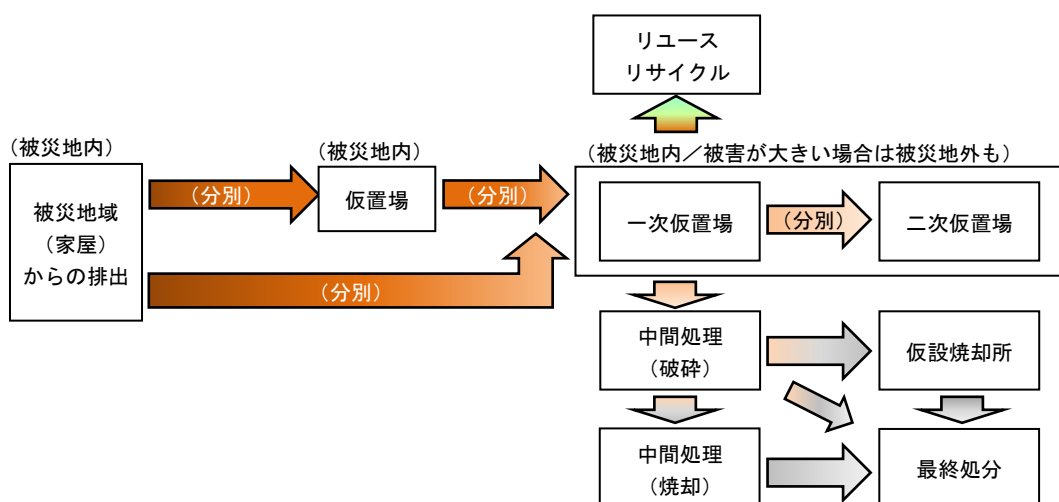 リユース
リサイクル
（被災地内）
（被災地内）
（被災地内／被害が大きい場合は被災地外も）
被災地域
（家屋）
からの排出
（分別）
仮置場
（分別）
一次仮置場
（分別）
二次仮置場
（分別）
中間処理
（破砕）
仮設焼却所
中間処理
（焼却）
最終処分